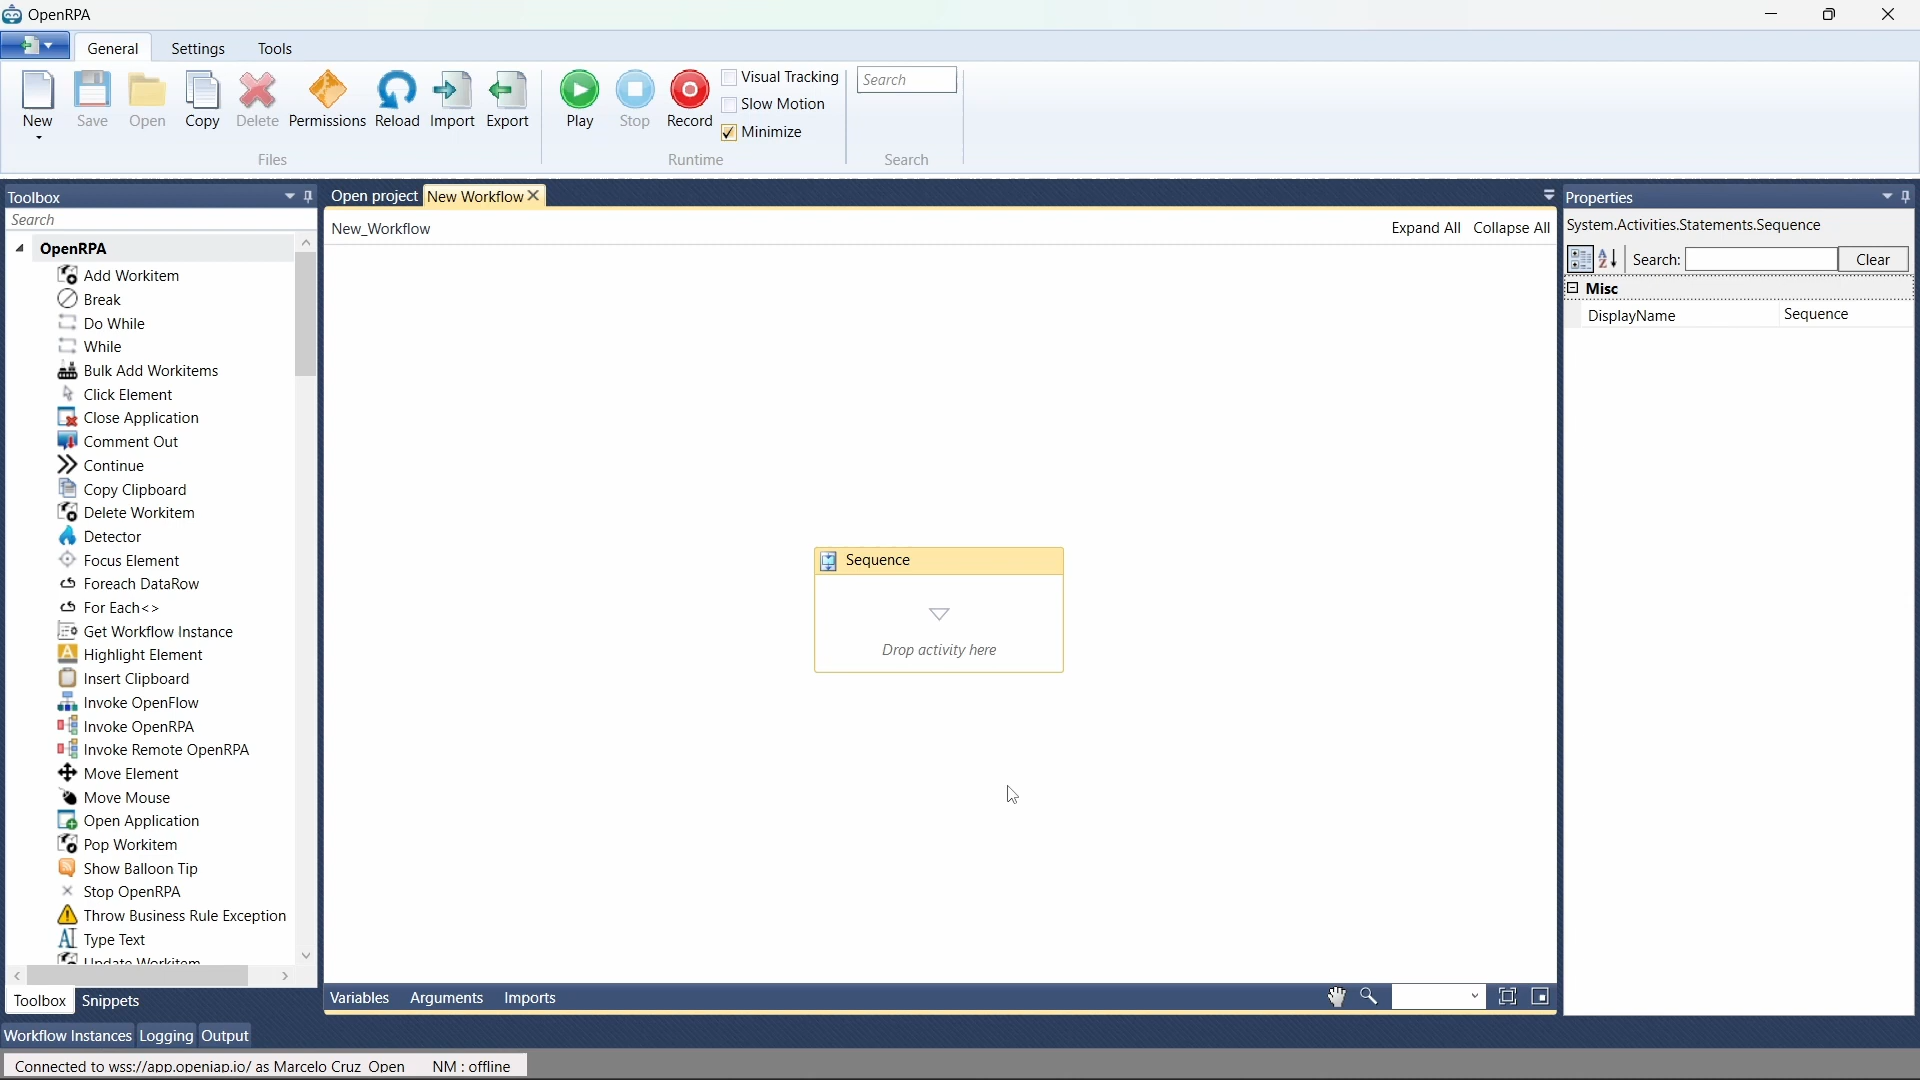 OpenRPA
General Settings Tools
New Save Open Copy Delete Permissions Reload Import Export Play Stop Record
Visual Tracking
Slow Motion
Minimize
Search
Files Runtime Search
Toolbox
Search
OpenRPA
Add Workitem
Break
Do While
While
Bulk Add Workitems
Click Element
Close Application
Comment Out
Continue
Copy Clipboard
Delete Workitem
Detector
Focus Element
Foreach DataRow
For Each<>
Get Workflow Instance
Highlight Element
Insert Clipboard
Invoke OpenFlow
Invoke OpenRPA
Invoke Remote OpenRPA
Move Element
Move Mouse
Open Application
Pop Workitem
Show Balloon Tip
Stop OpenRPA
Throw Business Rule Exception
Type Text
Update Workitem
Toolbox Snippets
Open project New Workflow
New_Workflow Expand All Collapse All
Sequence
Drop activity here
Variables Arguments Imports
Properties
System.Activities.Statements.Sequence
Search: Clear
Misc
DisplayName Sequence
Workflow Instances Logging Output
Connected to wss://app.openiap.io/ as Marcelo Cruz Open NM : offline